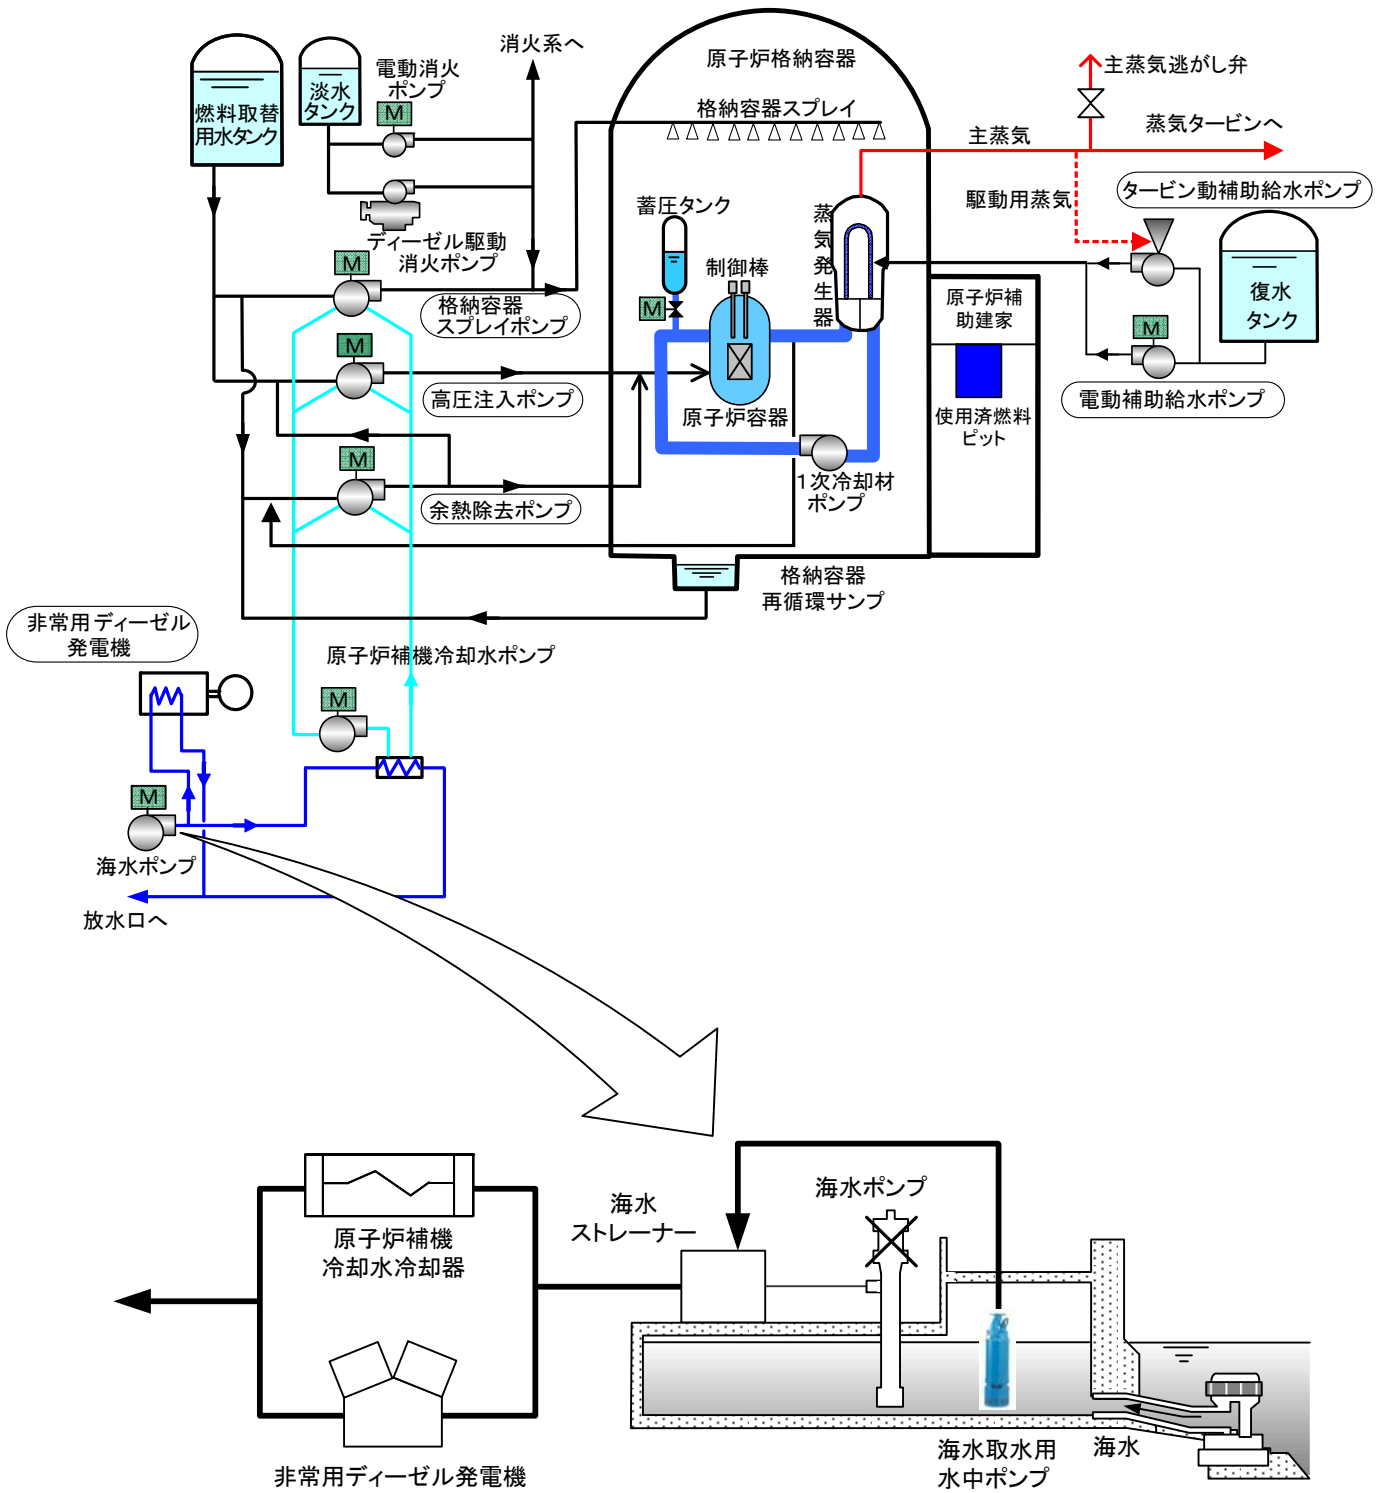 消火系へ
電動消火
ポンプ
M
淡水
タンク
燃料取替
用水タンク
原子炉格納容器
格納容器スプレイ
主蒸気逃がし弁
蒸気タービンへ
主蒸気
駆動用蒸気
タービン動補助給水ポンプ
蓄圧タンク
蒸気発生器
ディーゼル駆動
消火ポンプ
M
制御棒
M
格納容器
スプレイポンプ
原子炉補
助建家
復水
タンク
M
M
高圧注入ポンプ
原子炉容器
電動補助給水ポンプ
使用済燃料
ピット
M
余熱除去ポンプ
1次冷却材
ポンプ
格納容器
再循環サンプ
非常用ディーゼル
発電機
原子炉補機冷却水ポンプ
M
M
海水ポンプ
放水口へ
海水ポンプ
海水
ストレーナー
原子炉補機
冷却水冷却器
海水取水用
水中ポンプ
海水
非常用ディーゼル発電機